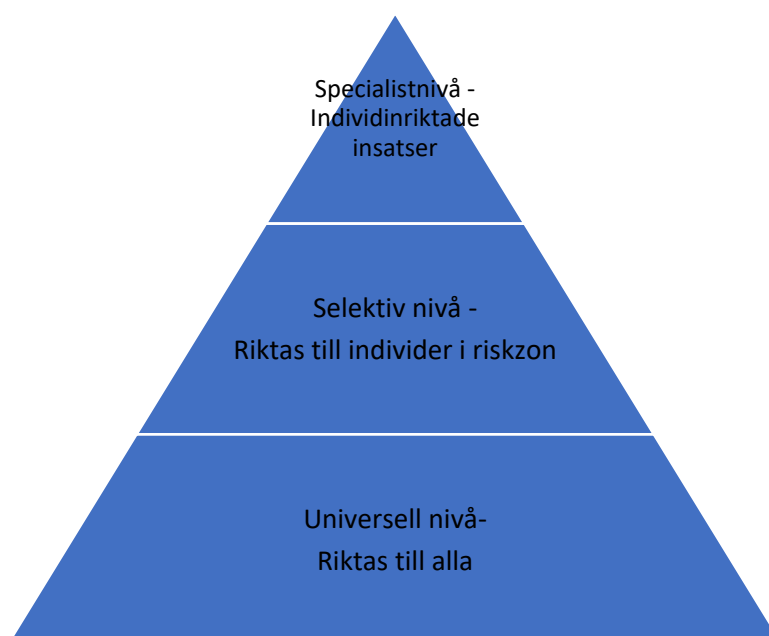 Specialistnivå -
Individinriktade
insatser
Selektiv nivå -
Riktas till individer i riskzon
Universell nivå-
Riktas till alla